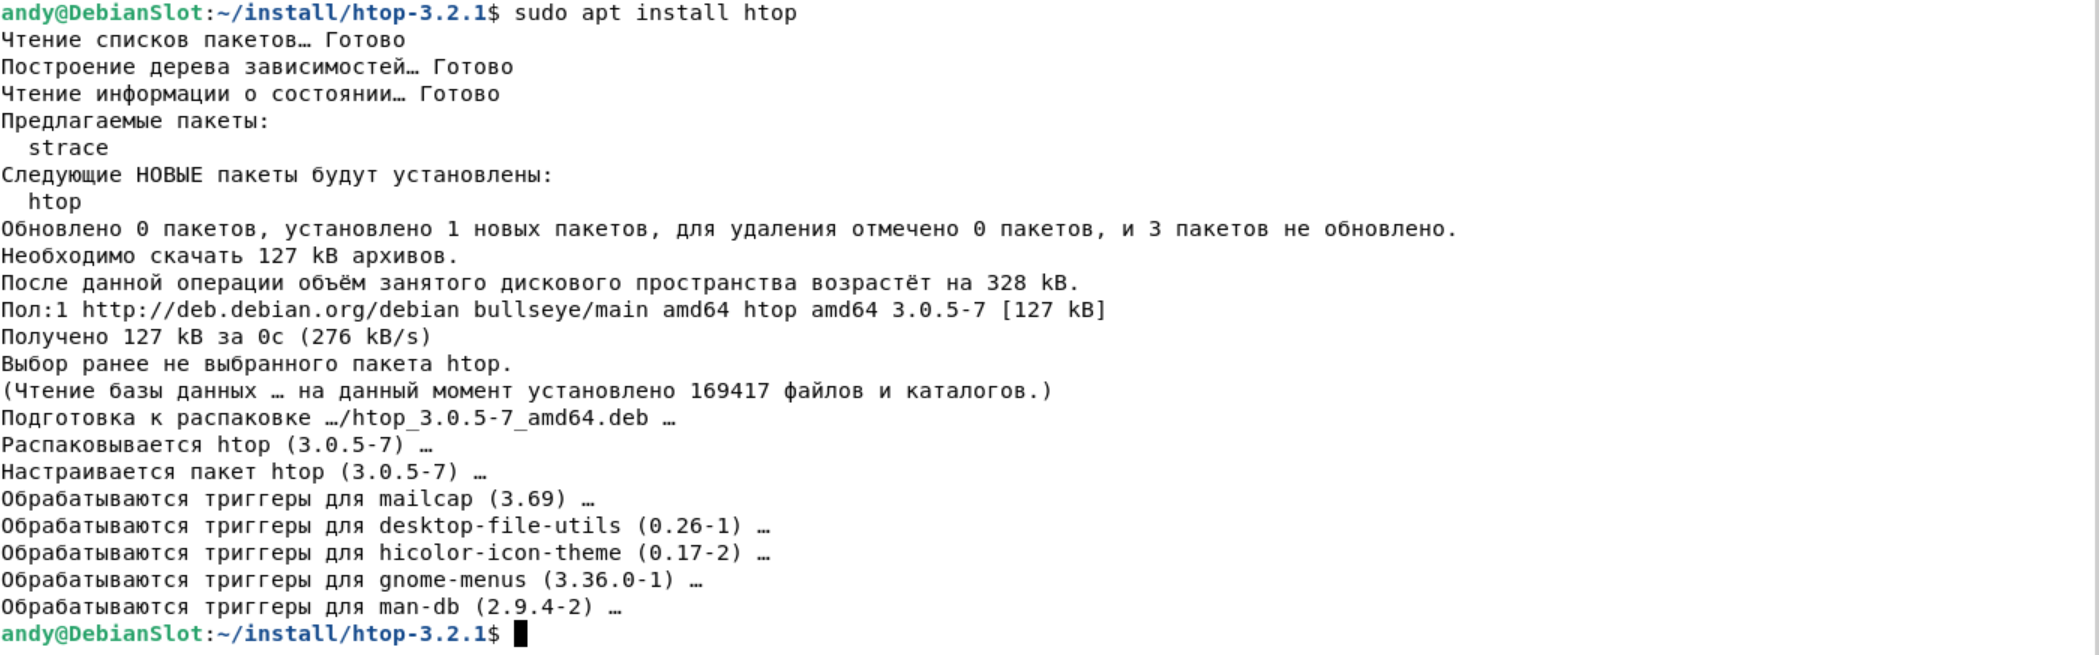 andy@DebianSlot:~/install/htop-3.2.1$ sudo apt install htop
Чтение списков пакетов… Готово
Построение дерева зависимостей… Готово
Чтение информации о состоянии… Готово
Предлагаемые пакеты:
  strace
Следующие НОВЫЕ пакеты будут установлены:
  htop
Обновлено 0 пакетов, установлено 1 новых пакетов, для удаления отмечено 0 пакетов, и 3 пакетов не обновлено.
Необходимо скачать 127 kB архивов.
После данной операции объём занятого дискового пространства возрастёт на 328 kB.
Пол:1 http://deb.debian.org/debian bullseye/main amd64 htop amd64 3.0.5-7 [127 kB]
Получено 127 kB за 0с (276 kB/s)
Выбор ранее не выбранного пакета htop.
(Чтение базы данных … на данный момент установлено 169417 файлов и каталогов.)
Подготовка к распаковке …/htop_3.0.5-7_amd64.deb …
Распаковывается htop (3.0.5-7) …
Настраивается пакет htop (3.0.5-7) …
Обрабатываются триггеры для mailcap (3.69) …
Обрабатываются триггеры для desktop-file-utils (0.26-1) …
Обрабатываются триггеры для hicolor-icon-theme (0.17-2) …
Обрабатываются триггеры для gnome-menus (3.36.0-1) …
Обрабатываются триггеры для man-db (2.9.4-2) …
andy@DebianSlot:~/install/htop-3.2.1$